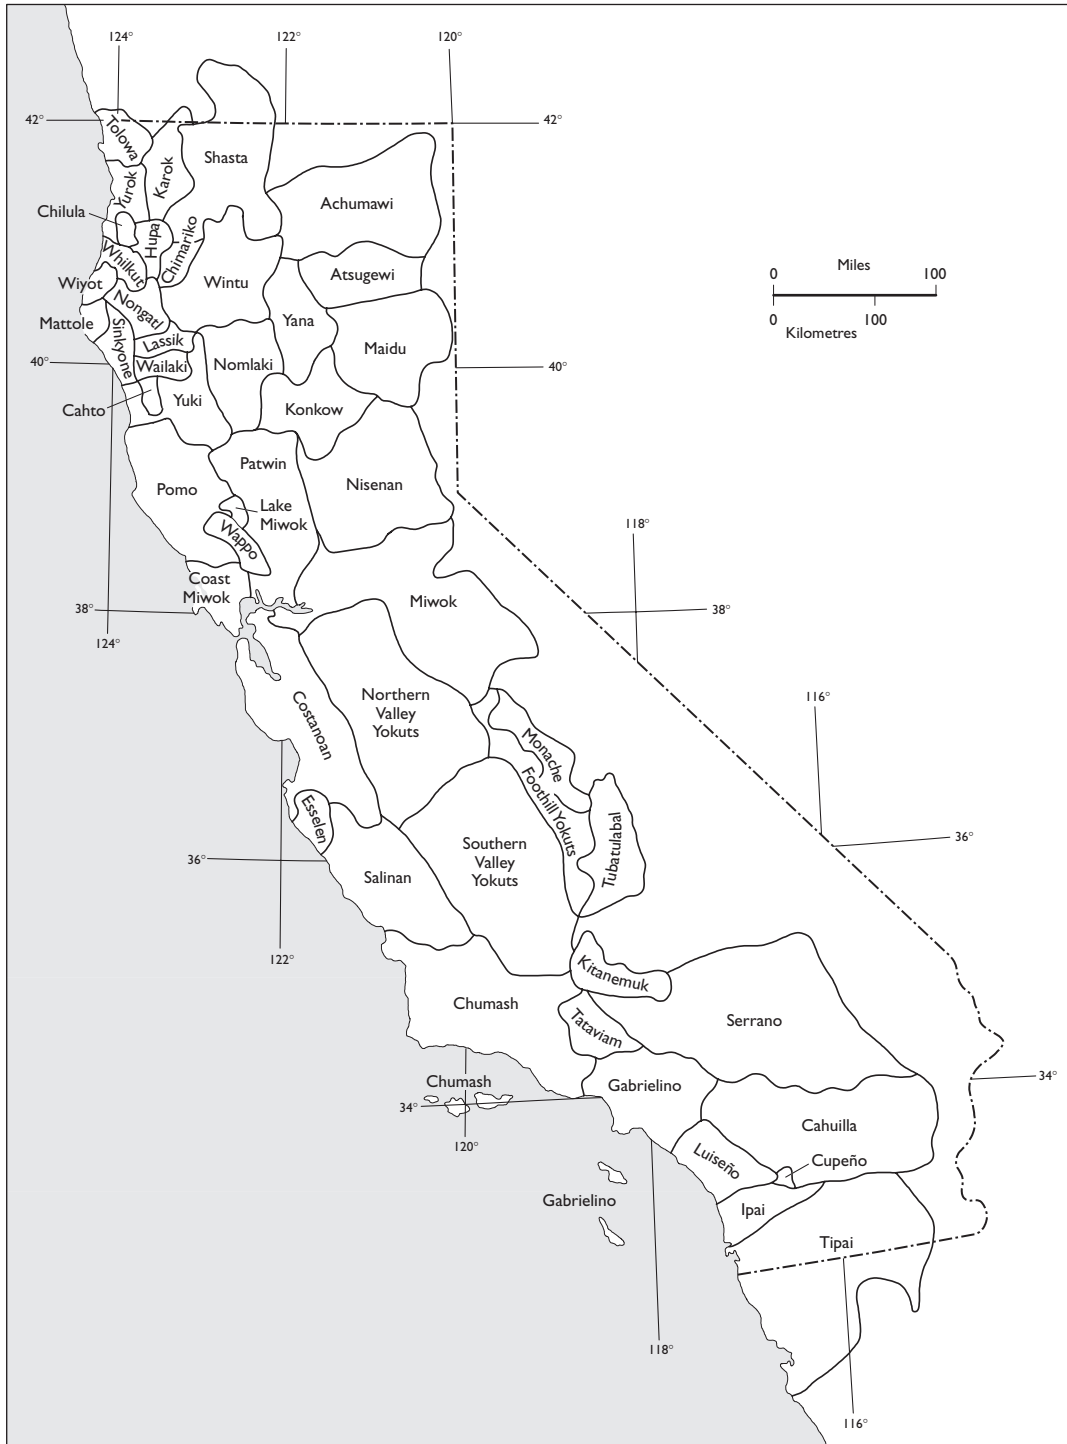 124°
122°
120°
42°
42°
Tolowa
Yurok
Karok
Shasta
Achumawi
Chilula
Hupa
Chimariko
Whilkut
Wintu
Atsugewi
Wiyot
Nongatl
Yana
Mattole
Sinkyone
Lassik
Maidu
Wailaki
Nomlaki
40°
40°
Cahto
Yuki
Konkow
Miles
0
100
0
100
Kilometres
Patwin
Pomo
Nisenan
Lake
Miwok
Wappo
118°
Coast
Miwok
Miwok
38°
38°
124°
116°
Costanoan
Northern
Valley
Yokuts
Monache
Foothill Yokuts
Esselen
Tubatulabal
36°
36°
Southern
Valley
Yokuts
Salinan
122°
Kitanemuk
Chumash
Tataviam
Serrano
Chumash
Gabrielino
34°
34°
120°
Cahuilla
Luiseño
Cupeño
Gabrielino
Ipai
Tipai
118°
116°